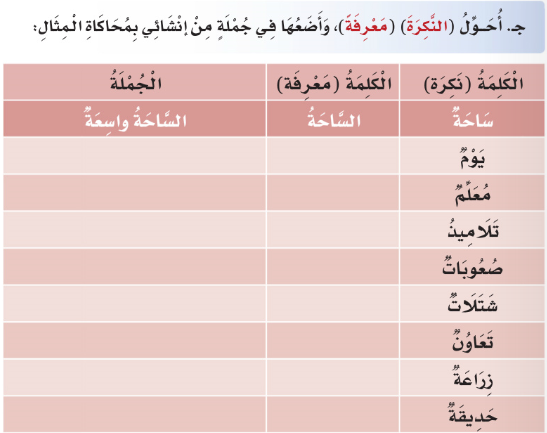 جـ. أُحَوِّلُ (النَّكِرَةَ) (مَعْرِفَةً)، وَأَضَعُهَا فِي جُمْلَةٍ مِنْ إِنْشَائِي بِمُحَاكَاةِ الْمِثَالِ:
الْكَلِمَةُ (نَكِرَة) الْكَلِمَةُ (مَعْرِفَة) الْجُمْلَةُ
سَاحَةٌ السَّاحَةُ السَّاحَةُ واسِعَةٌ
يَوْمٌ
مُعَلِّمٌ
تَلَامِيذُ
صُعُوبَاتٌ
شَتَلَاتٌ
تَعَاوُنٌ
زِرَاعَةٌ
حَدِيقَةٌ